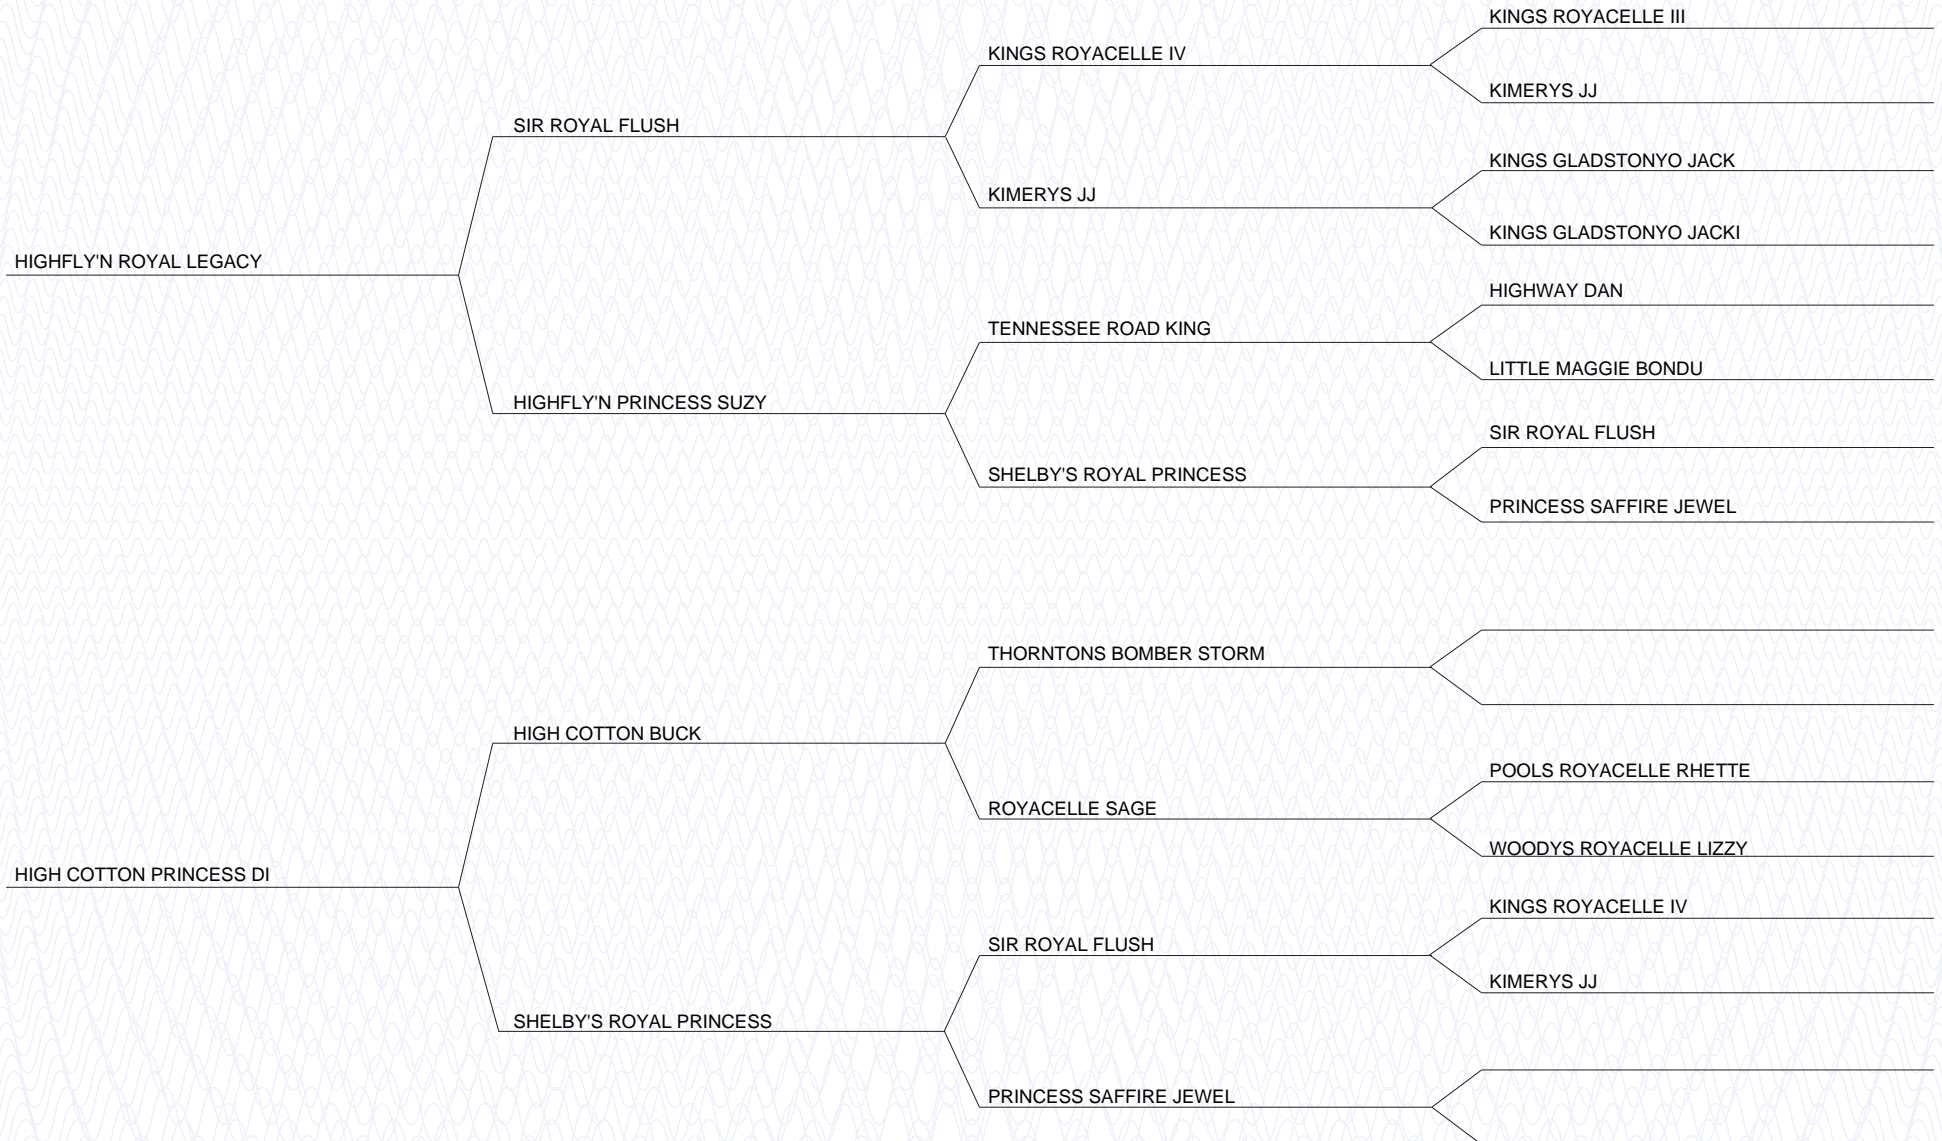 KINGS ROYACELLE III
KINGS ROYACELLE IV
KIMERYS JJ
SIR ROYAL FLUSH
KINGS GLADSTONYO JACK
KIMERYS JJ
KINGS GLADSTONYO JACKI
HIGHFLY'N ROYAL LEGACY
HIGHWAY DAN
TENNESSEE ROAD KING
LITTLE MAGGIE BONDU
HIGHFLY'N PRINCESS SUZY
SIR ROYAL FLUSH
SHELBY'S ROYAL PRINCESS
PRINCESS SAFFIRE JEWEL
THORNTONS BOMBER STORM
HIGH COTTON BUCK
POOLS ROYACELLE RHETTE
ROYACELLE SAGE
WOODYS ROYACELLE LIZZY
HIGH COTTON PRINCESS DI
KINGS ROYACELLE IV
SIR ROYAL FLUSH
KIMERYS JJ
SHELBY'S ROYAL PRINCESS
PRINCESS SAFFIRE JEWEL